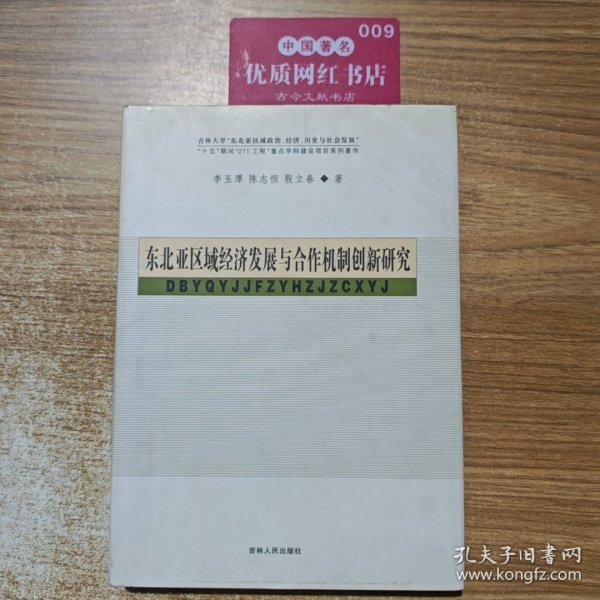 009
中国著名
优质网红书店
古今文献书店
吉林大学"东北亚区域政治、经济、历史与社会发展"
"十五"期间"211工程"重点学科建设项目系列著作
李玉潭 陈志恒 殷立春 ◆ 著
东北亚区域经济发展与合作机制创新研究
DBYQYJJFZYHZJZCXYJ
吉林人民出版社
孔夫子旧书网
www.kongfz.com